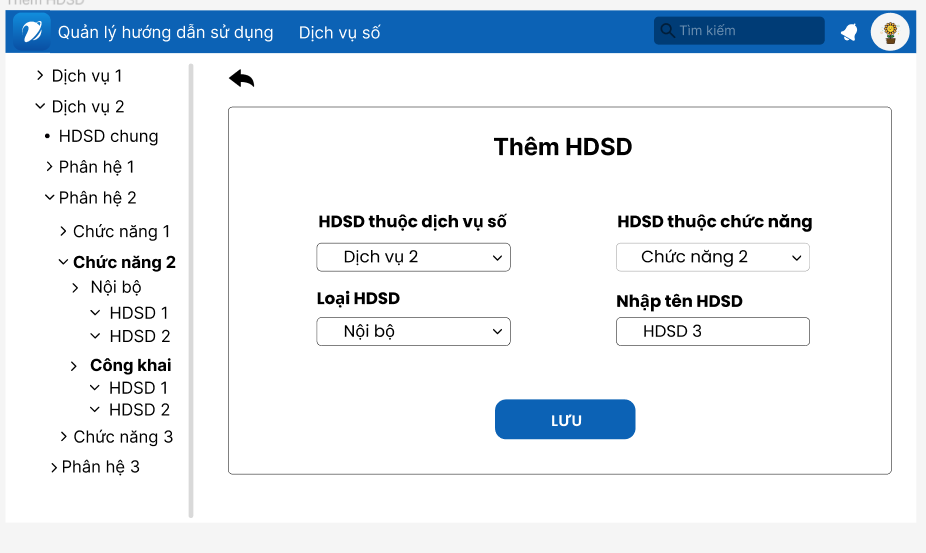 Thêm HDSD
Quản lý hướng dẫn sử dụng
Dịch vụ số
Tìm kiếm
Dịch vụ 1
Dịch vụ 2
HDSD chung
Phân hệ 1
Phân hệ 2
Chức năng 1
Chức năng 2
Nội bộ
HDSD 1
HDSD 2
Công khai
HDSD 1
HDSD 2
Chức năng 3
Phân hệ 3
Thêm HDSD
HDSD thuộc dịch vụ số
Dịch vụ 2
HDSD thuộc chức năng
Chức năng 2
Loại HDSD
Nội bộ
Nhập tên HDSD
HDSD 3
LƯU